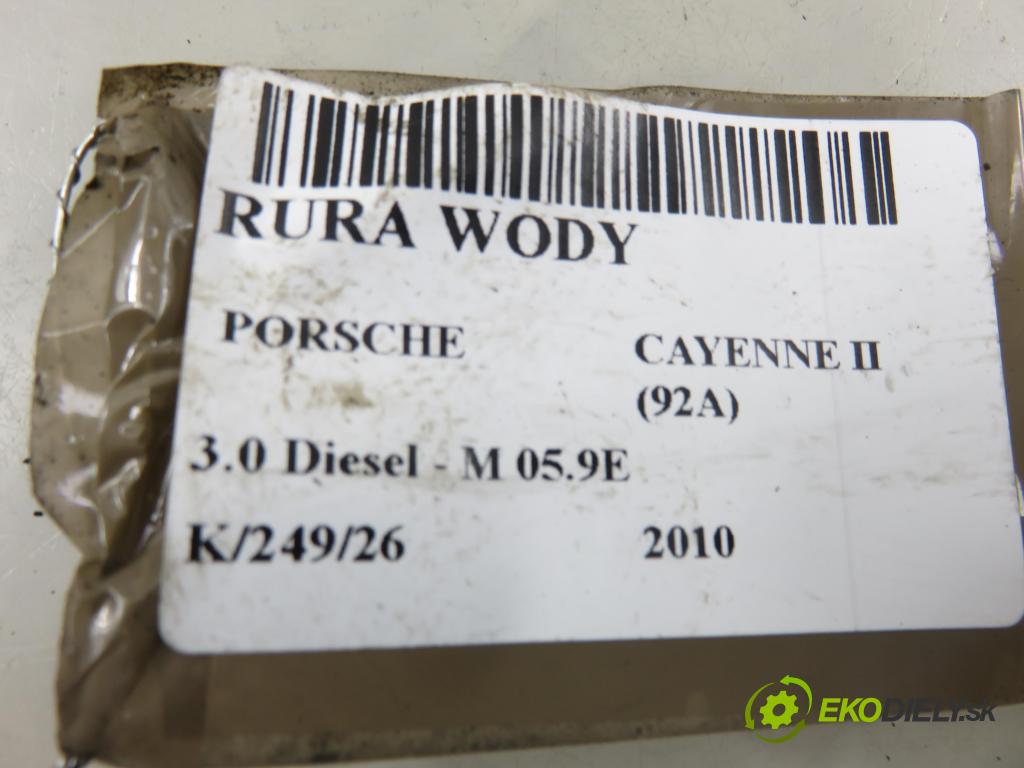 RURA WODY
PORSCHE CAYENNE II
(92A)
3.0 Diesel - M 05.9E
K/249/26 2010
EKODIELY.SK